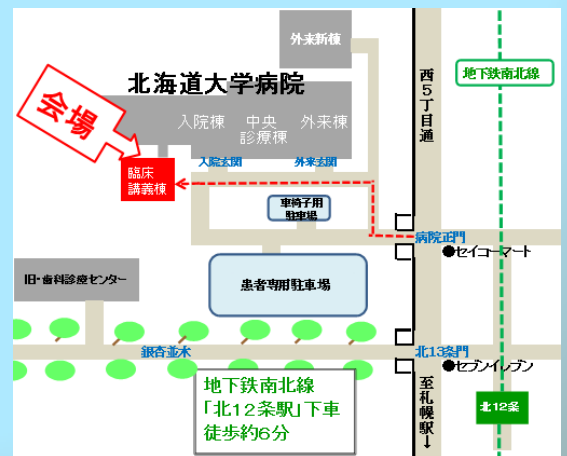 外来新棟
西5丁目通
地下鉄南北線
北海道大学病院
会場
入院棟
中央
診療棟
外来棟
入院玄関
外来玄関
臨床
講義棟
車椅子用
駐車場
病院正門
●セイコーマート
旧・歯科診療センター
患者専用駐車場
銀杏並木
北13条門
●セブンイレブン
地下鉄南北線
「北12条駅」下車
徒歩約6分
至札幌駅↓
北12条